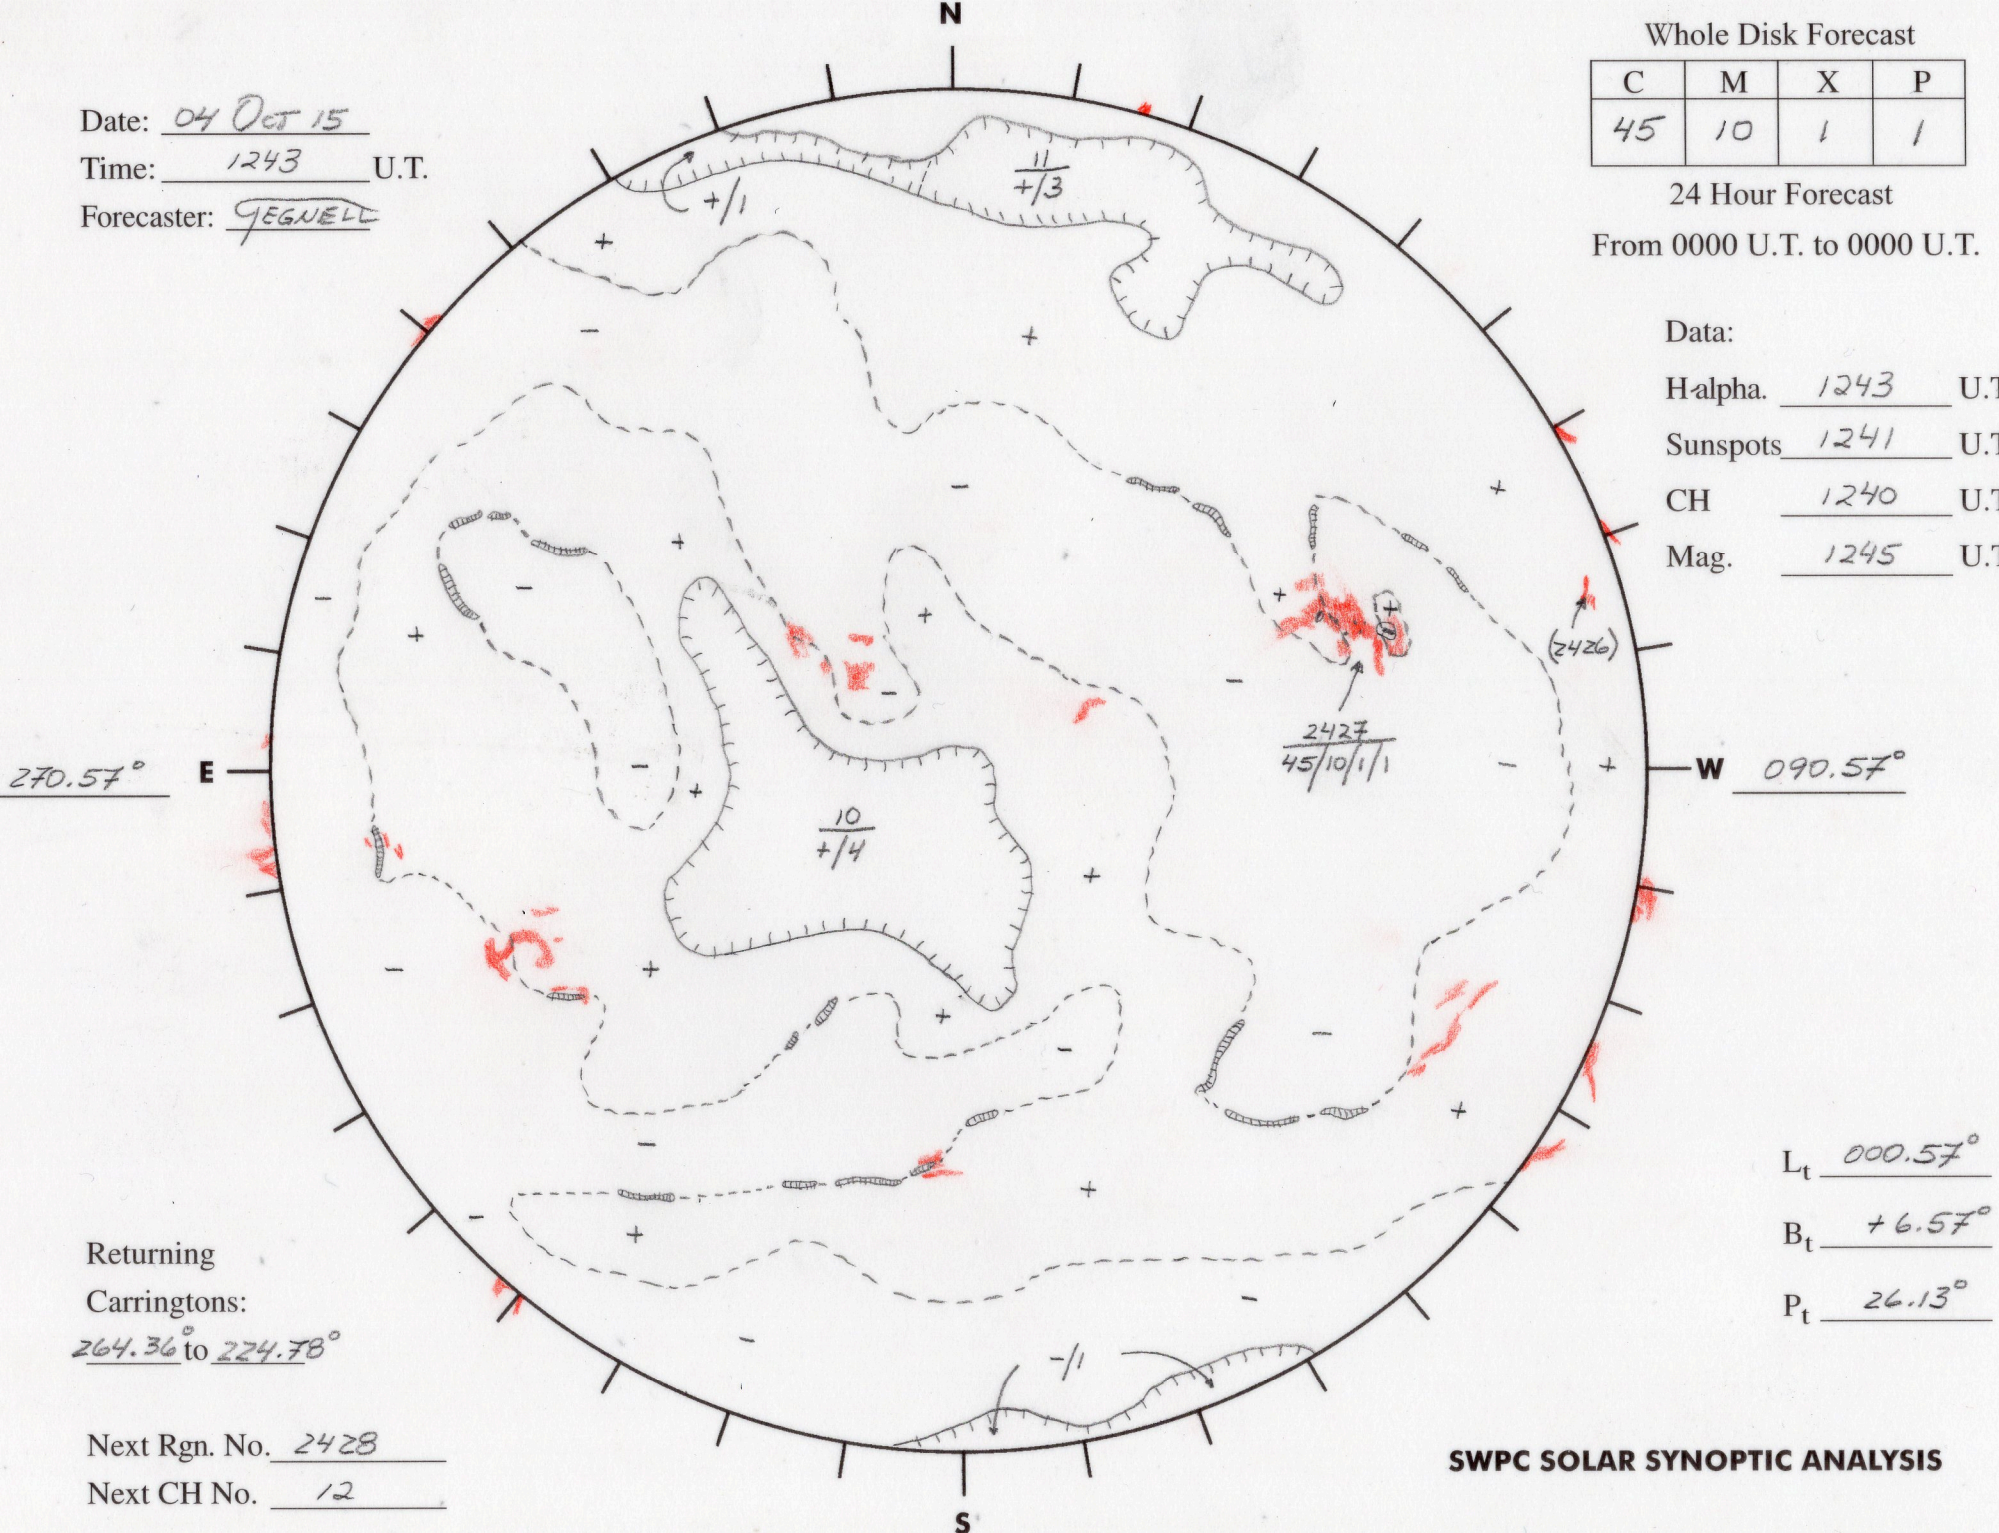 N
Date: 04 Oct 15
Time: 1243 U.T.
Forecaster: GEGNELL
Whole Disk Forecast
C M X P
45 10 1 1
24 Hour Forecast
From 0000 U.T. to 0000 U.T.
Data:
H-alpha. 1243 U.T
Sunspots 1241 U.T
CH 1240 U.T
Mag. 1245 U.T
+/1
11
+/3
+
+
-
+
-
+
+
-
-
+
+
+
+
-
-
(2426)
2427
45/10/1/1
270.57° E
W 090.57°
-
+
-
+
10
+/4
+
-
+
+
-
-
+
-
+
-
+
-
-
-/1
Lt 000.57°
Bt +6.57°
Pt 26.13°
Returning
Carringtons:
264.36° to 224.78°
Next Rgn. No. 2428
Next CH No. 12
SWPC SOLAR SYNOPTIC ANALYSIS
S